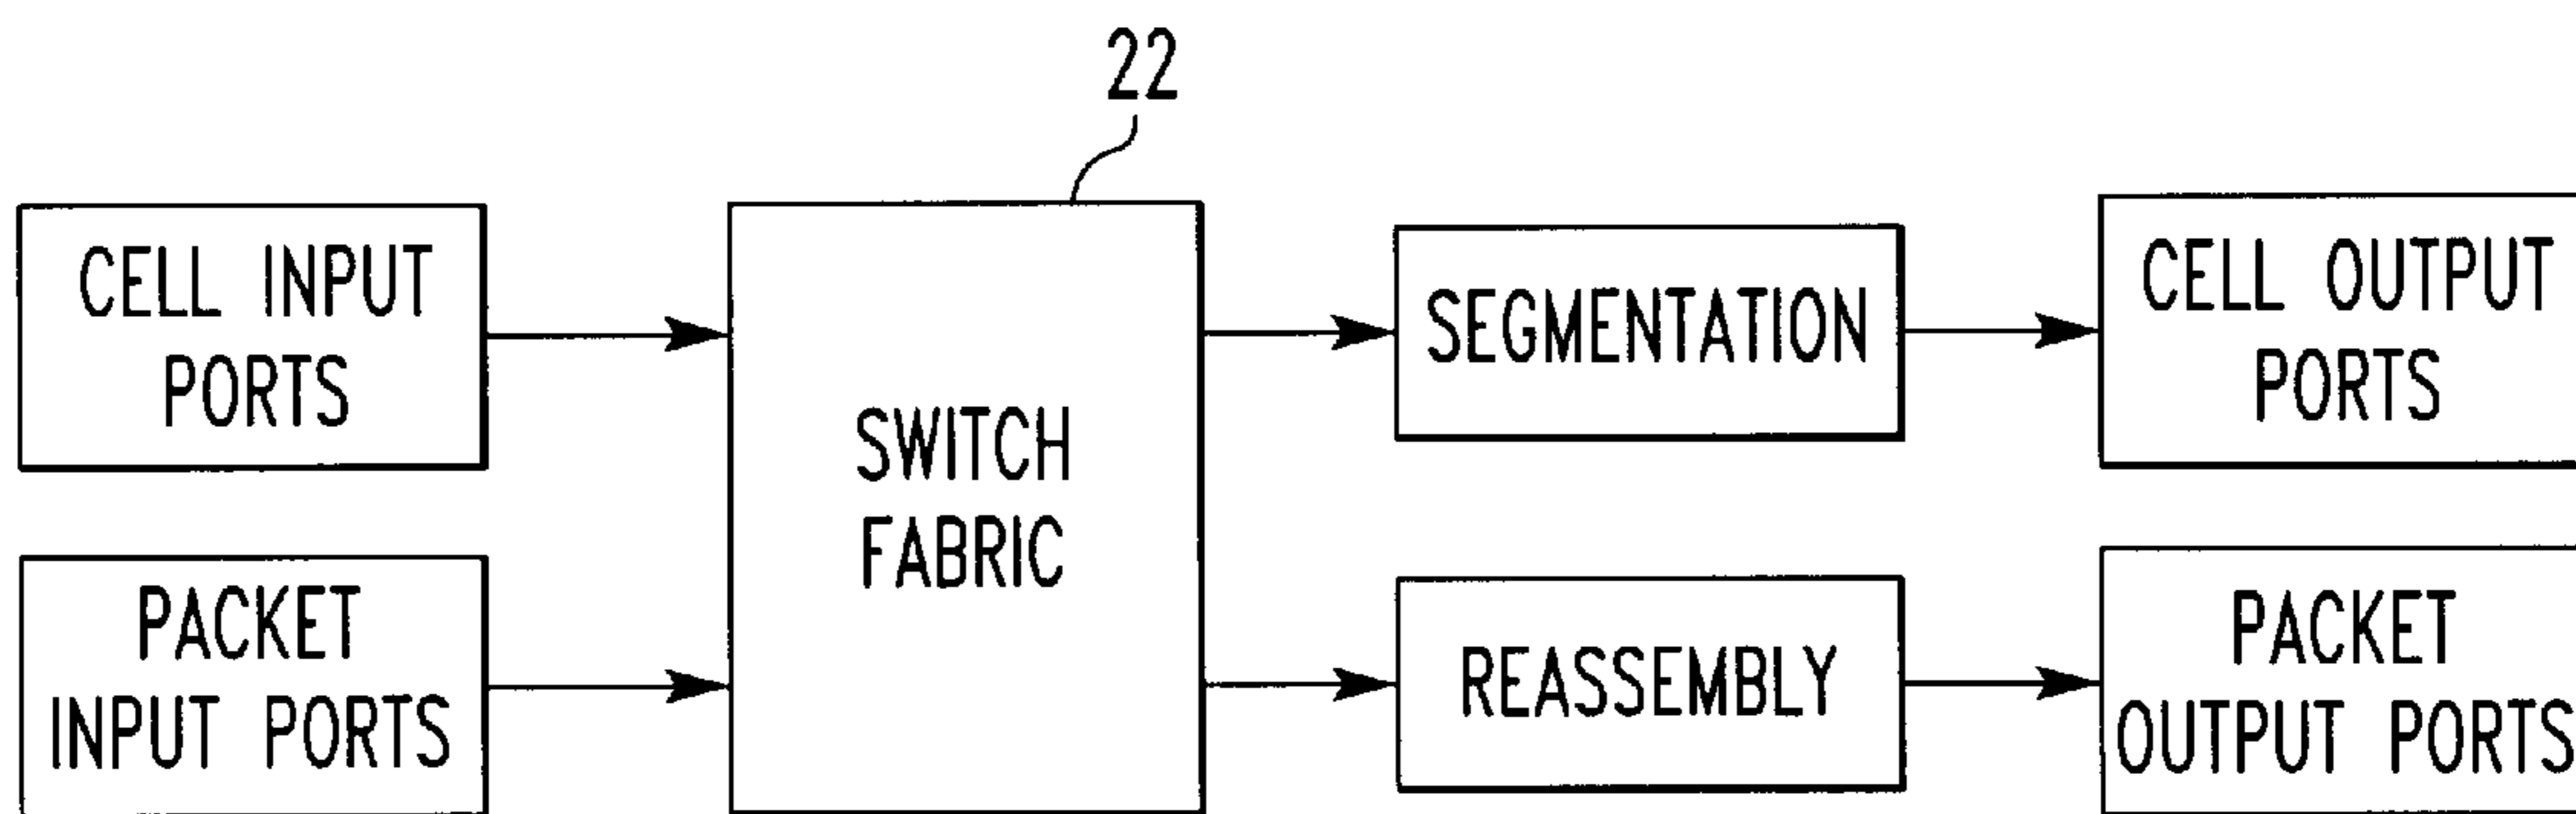 22
CELL INPUT
PORTS
PACKET
INPUT PORTS
SWITCH
FABRIC
SEGMENTATION
REASSEMBLY
CELL OUTPUT
PORTS
PACKET
OUTPUT PORTS